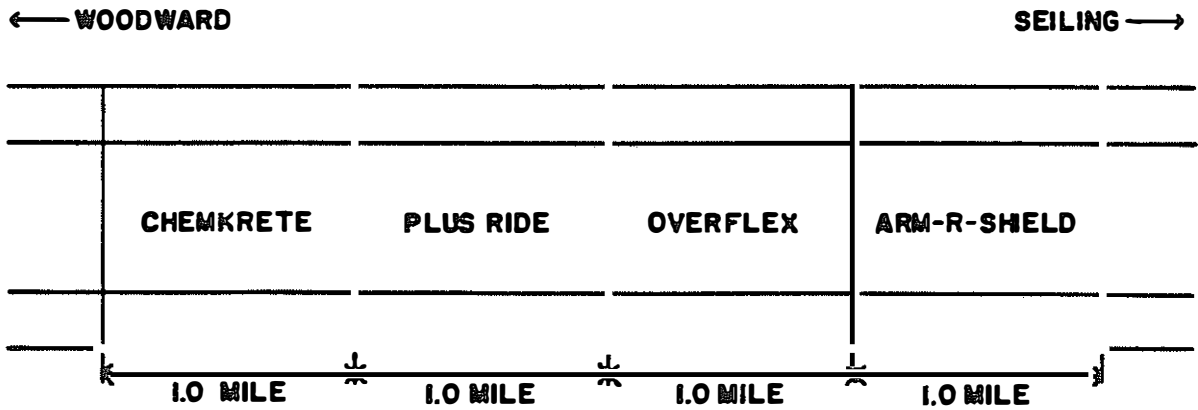 ← WOODWARD SEILING →
CHEMKRETE PLUS RIDE OVERFLEX ARM-R-SHIELD
1.0 MILE 1.0 MILE 1.0 MILE 1.0 MILE